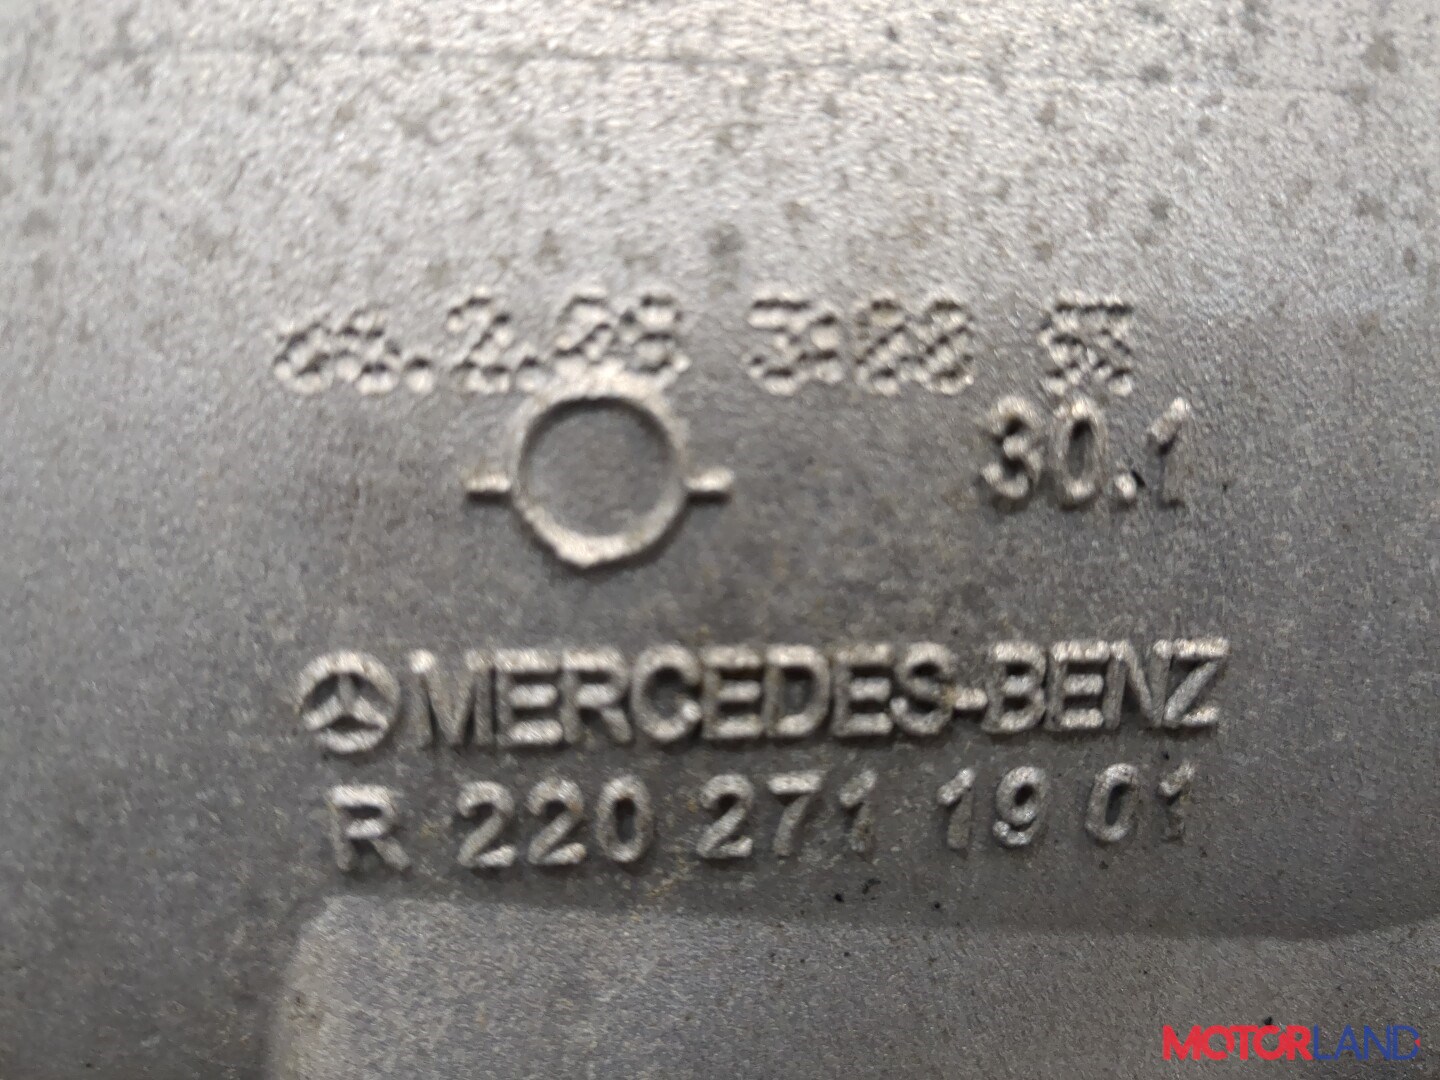 30.1
MERCEDES-BENZ
R 220 271 19 01
MOTORLAND